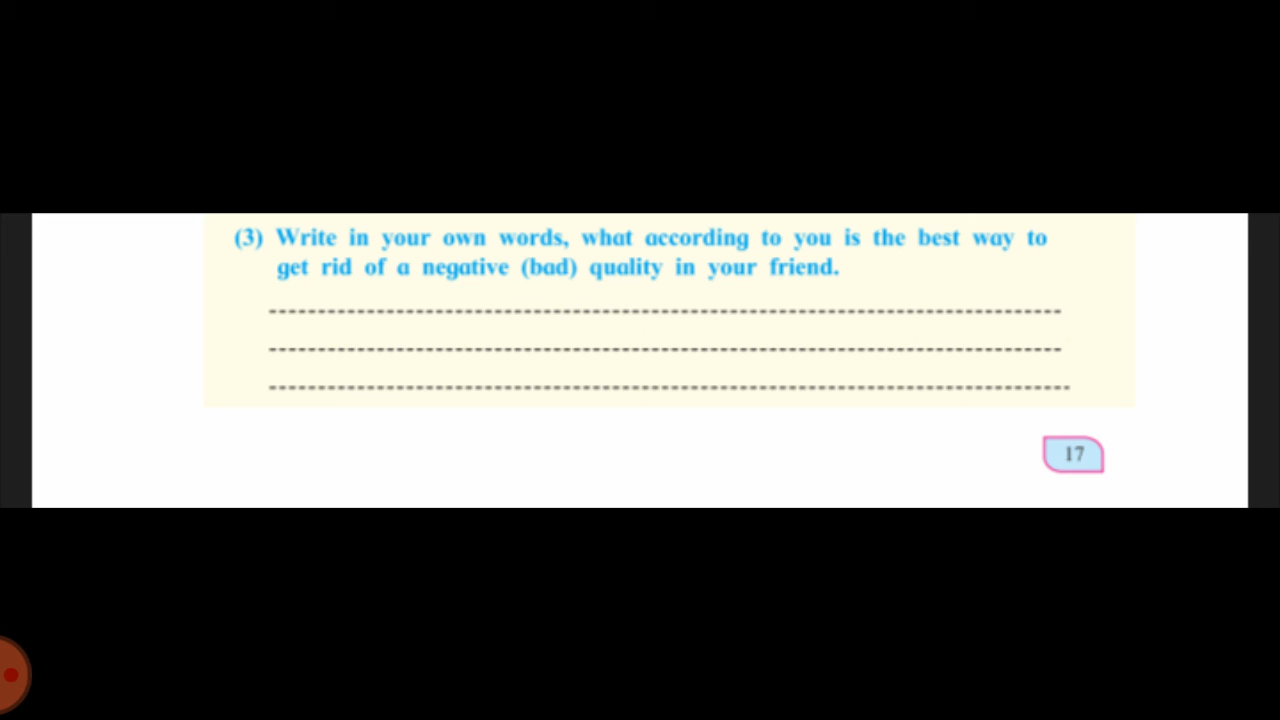 (3) Write in your own words, what according to you is the best way to
get rid of a negative (bad) quality in your friend.
17